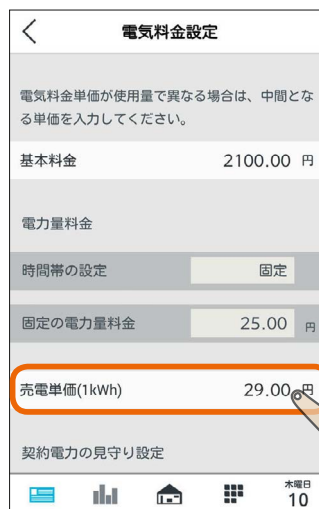 電気料金設定
電気料金単価が使用量で異なる場合は、中間とな
る単価を入力してください。
基本料金 2100.00 円
電力量料金
時間帯の設定 固定
固定の電力量料金 25.00 円
売電単価(1kWh) 29.00 円
契約電力の見守り設定
木曜日
10